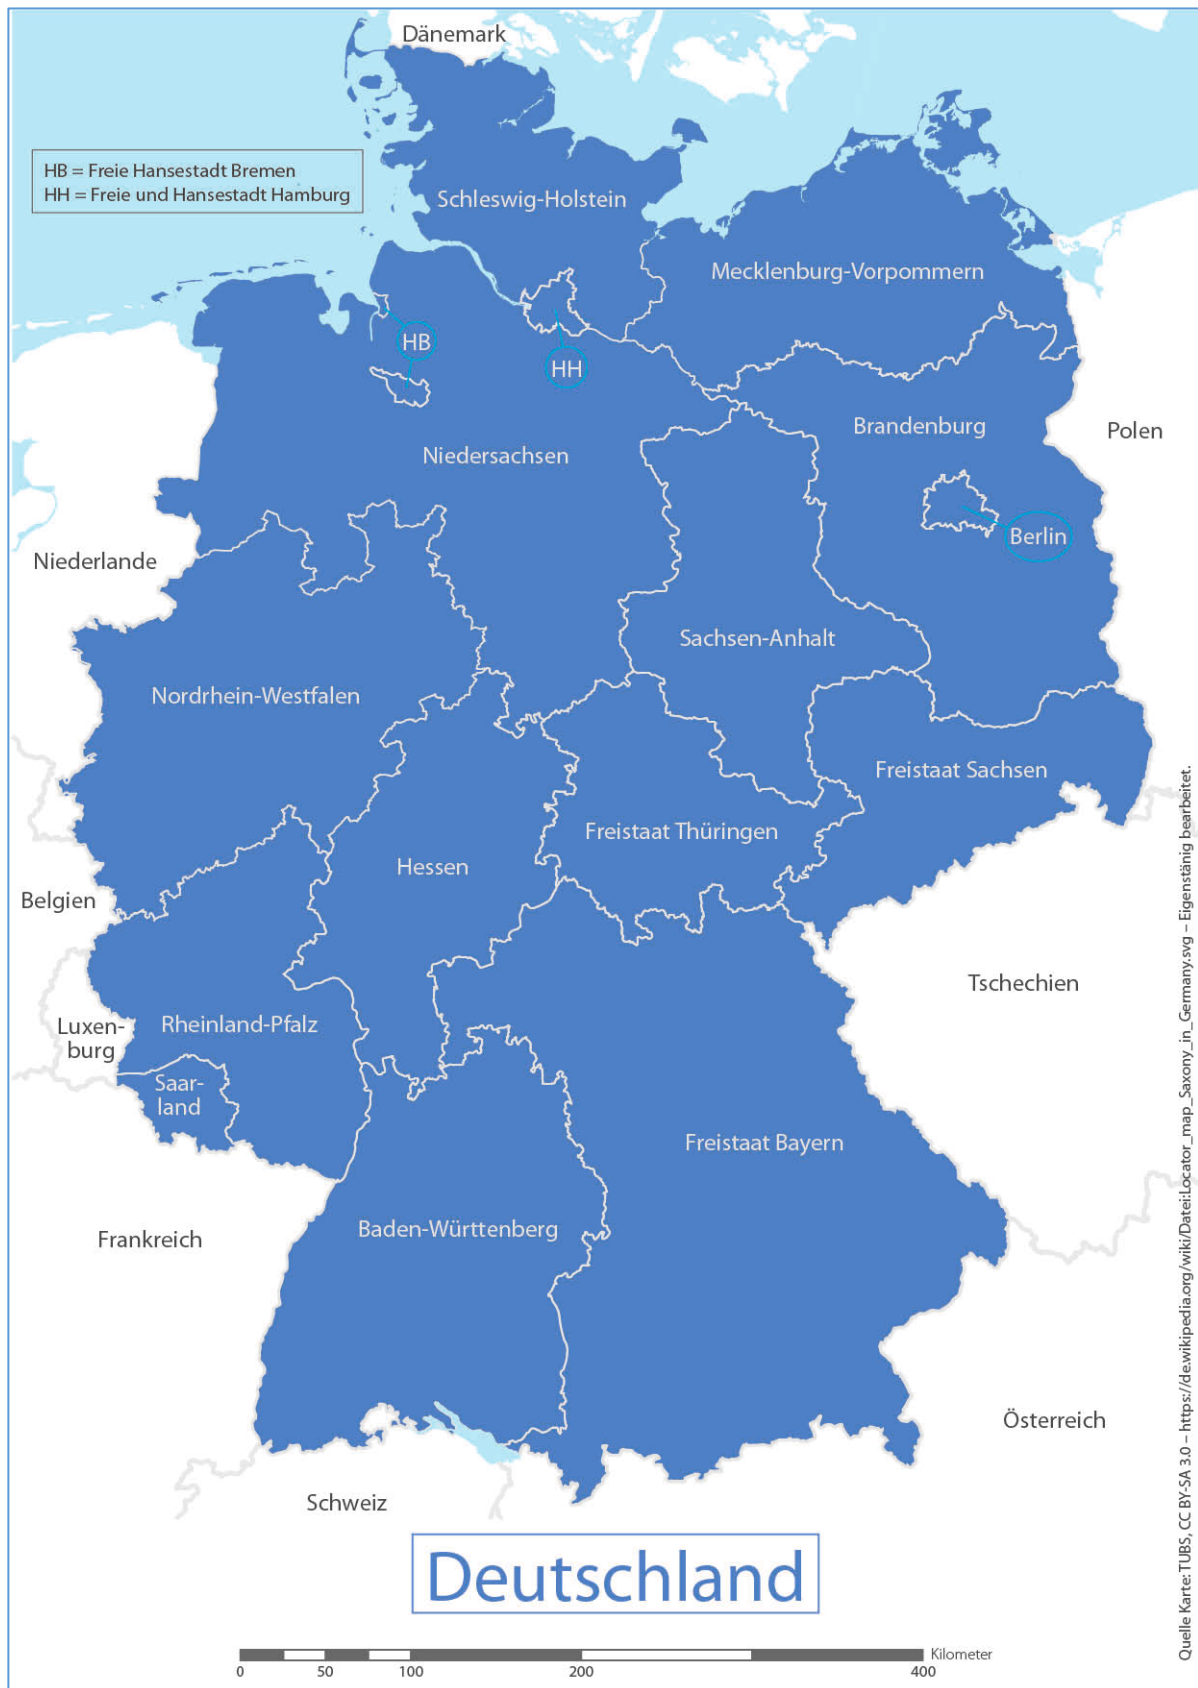 Dänemark
HB = Freie Hansestadt Bremen
HH = Freie und Hansestadt Hamburg
Schleswig-Holstein
Mecklenburg-Vorpommern
HB
HH
Brandenburg
Polen
Niedersachsen
Berlin
Niederlande
Sachsen-Anhalt
Nordrhein-Westfalen
Freistaat Sachsen
Freistaat Thüringen
Hessen
Belgien
Tschechien
Luxen-
burg
Rheinland-Pfalz
Saar-
land
Freistaat Bayern
Baden-Württenberg
Frankreich
Österreich
Schweiz
Deutschland
Kilometer
0 50 100 200 400
Quelle Karte: TUBS, CC BY-SA 3.0 – https://de.wikipedia.org/wiki/Datei:Locator_map_Saxony_in_Germany.svg – Eigenstänig bearbeitet.